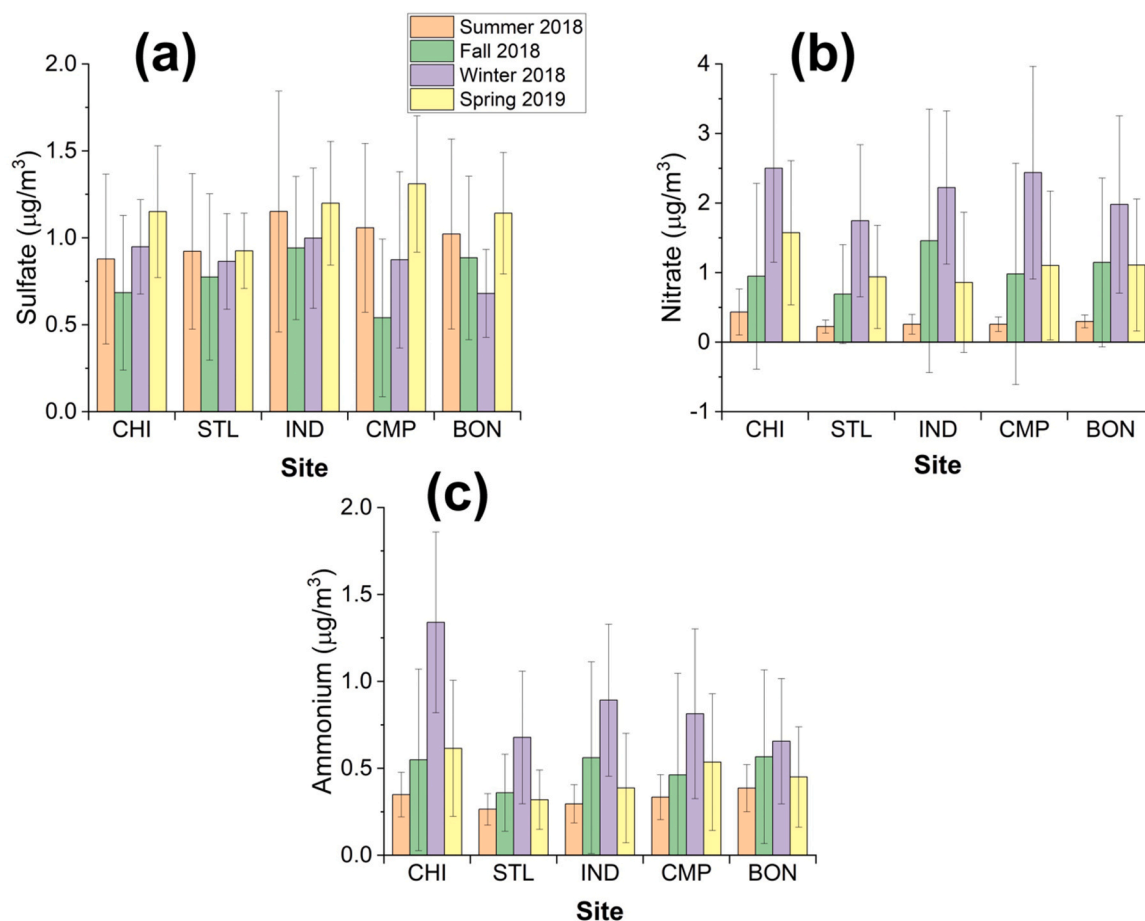 (a)
Summer 2018
Fall 2018
Winter 2018
Spring 2019
Sulfate (μg/m³)
2.0
1.5
1.0
0.5
0.0
CHI STL IND CMP BON
Site
(b)
Nitrate (μg/m³)
4
3
2
1
0
-1
CHI STL IND CMP BON
Site
(c)
Ammonium (μg/m³)
2.0
1.5
1.0
0.5
0.0
CHI STL IND CMP BON
Site